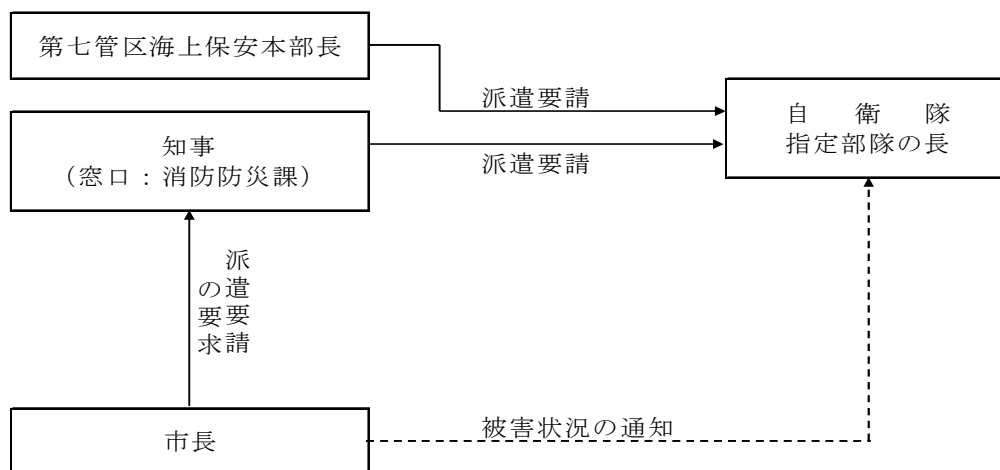 第七管区海上保安本部長
派遣要請
自　衛　隊
指定部隊の長
知事
（窓口：消防防災課）
派遣要請
派遣要請
の要求
市長
被害状況の通知